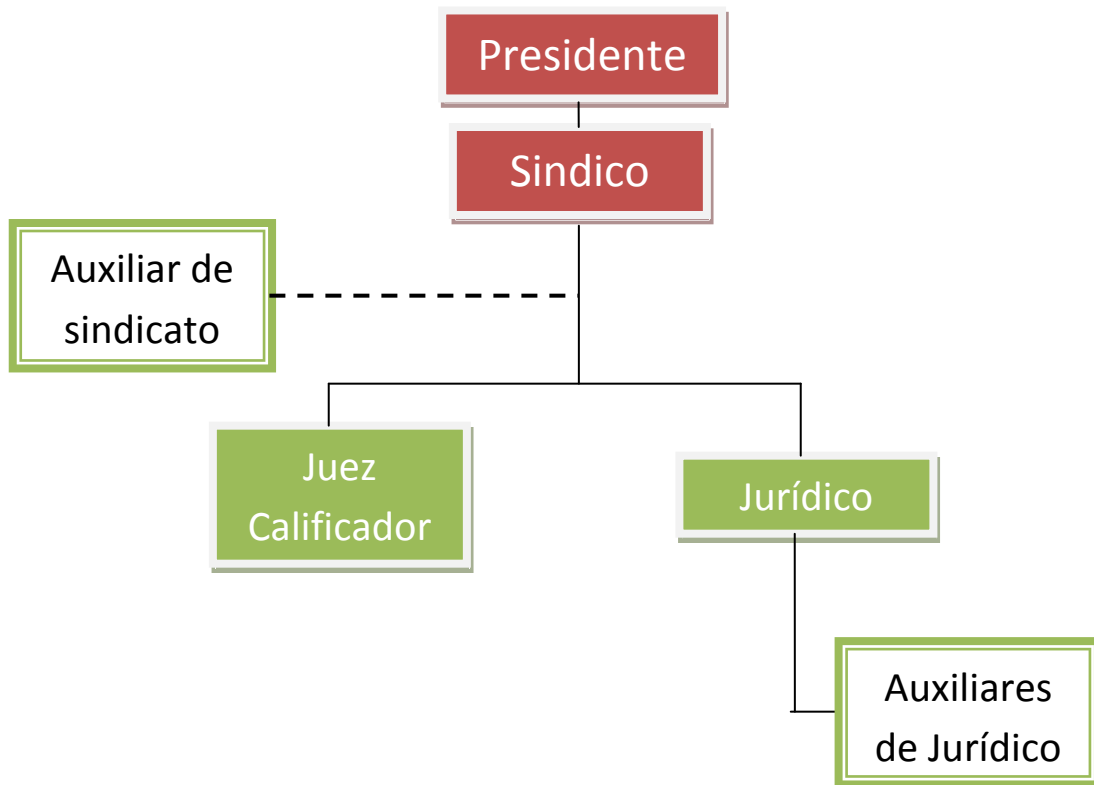 Presidente
Sindico
Auxiliar de
sindicato
Juez
Calificador
Jurídico
Auxiliares
de Jurídico